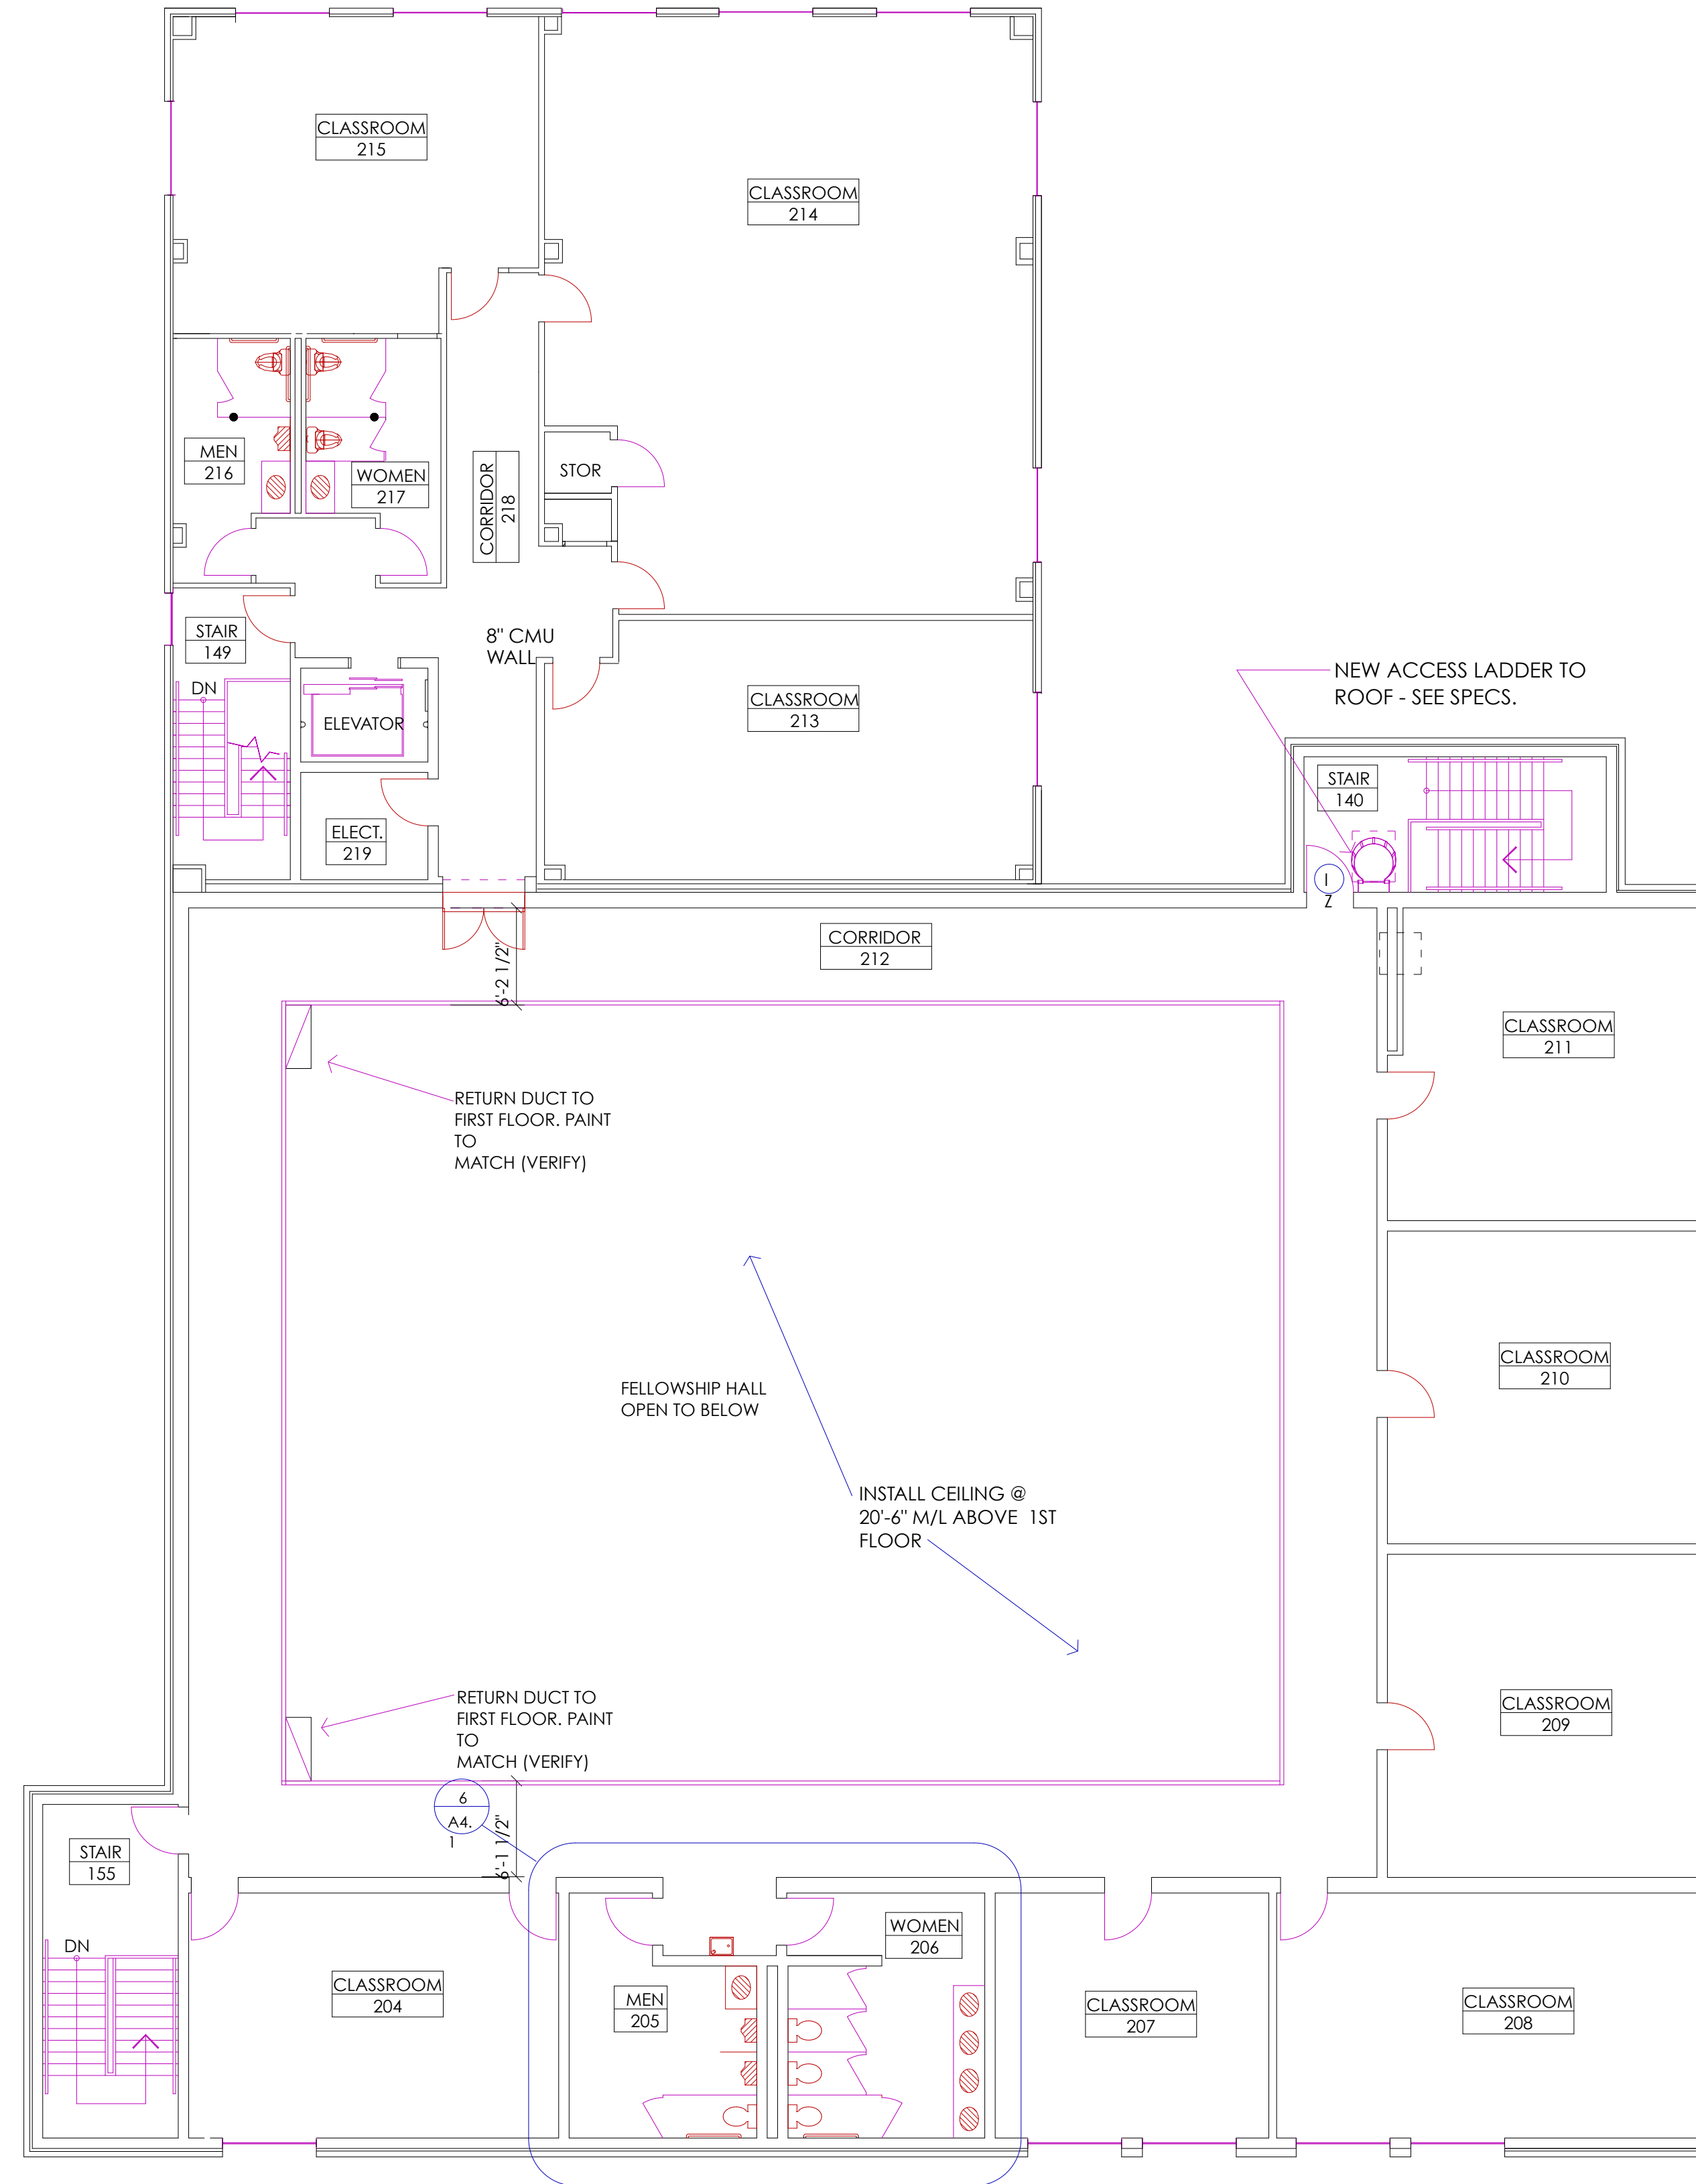 CLASSROOM
215
CLASSROOM
214
MEN
216
WOMEN
217
CORRIDOR
218
STOR
STAIR
149
DN
8" CMU
WALL
ELEVATOR
CLASSROOM
213
ELECT.
219
NEW ACCESS LADDER TO
ROOF - SEE SPECS.
STAIR
140
I
Z
CORRIDOR
212
6'-2 1/2"
CLASSROOM
211
RETURN DUCT TO
FIRST FLOOR. PAINT
TO
MATCH (VERIFY)
CLASSROOM
210
FELLOWSHIP HALL
OPEN TO BELOW
INSTALL CEILING @
20'-6" M/L ABOVE 1ST
FLOOR
CLASSROOM
209
RETURN DUCT TO
FIRST FLOOR. PAINT
TO
MATCH (VERIFY)
6
A4.
1
6'-1 1/2"
STAIR
155
DN
CLASSROOM
204
MEN
205
WOMEN
206
CLASSROOM
207
CLASSROOM
208